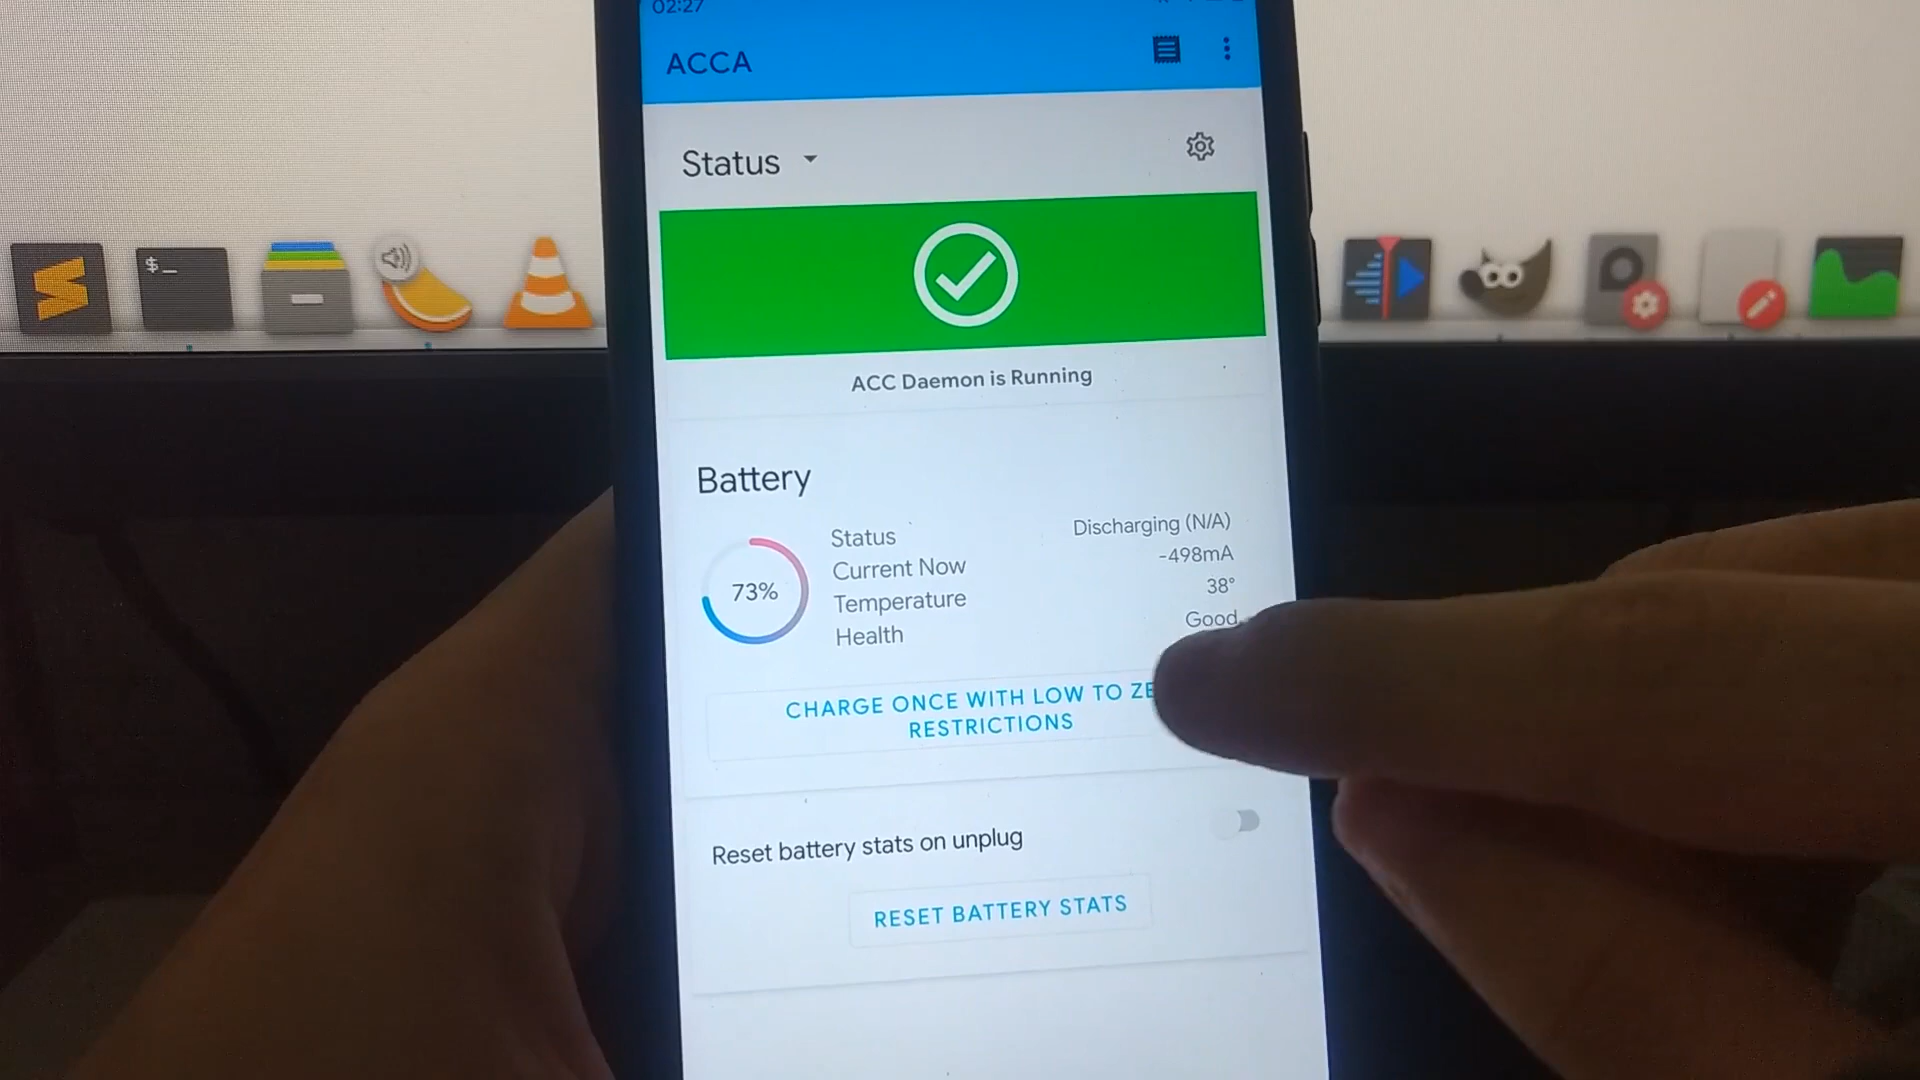 02:27
ACCA
Status
$_
ACC Daemon is Running
Battery
Status Discharging (N/A)
Current Now -498mA
73%
Temperature 38°
Health Good
CHARGE ONCE WITH LOW TO ZE
RESTRICTIONS
Reset battery stats on unplug
RESET BATTERY STATS